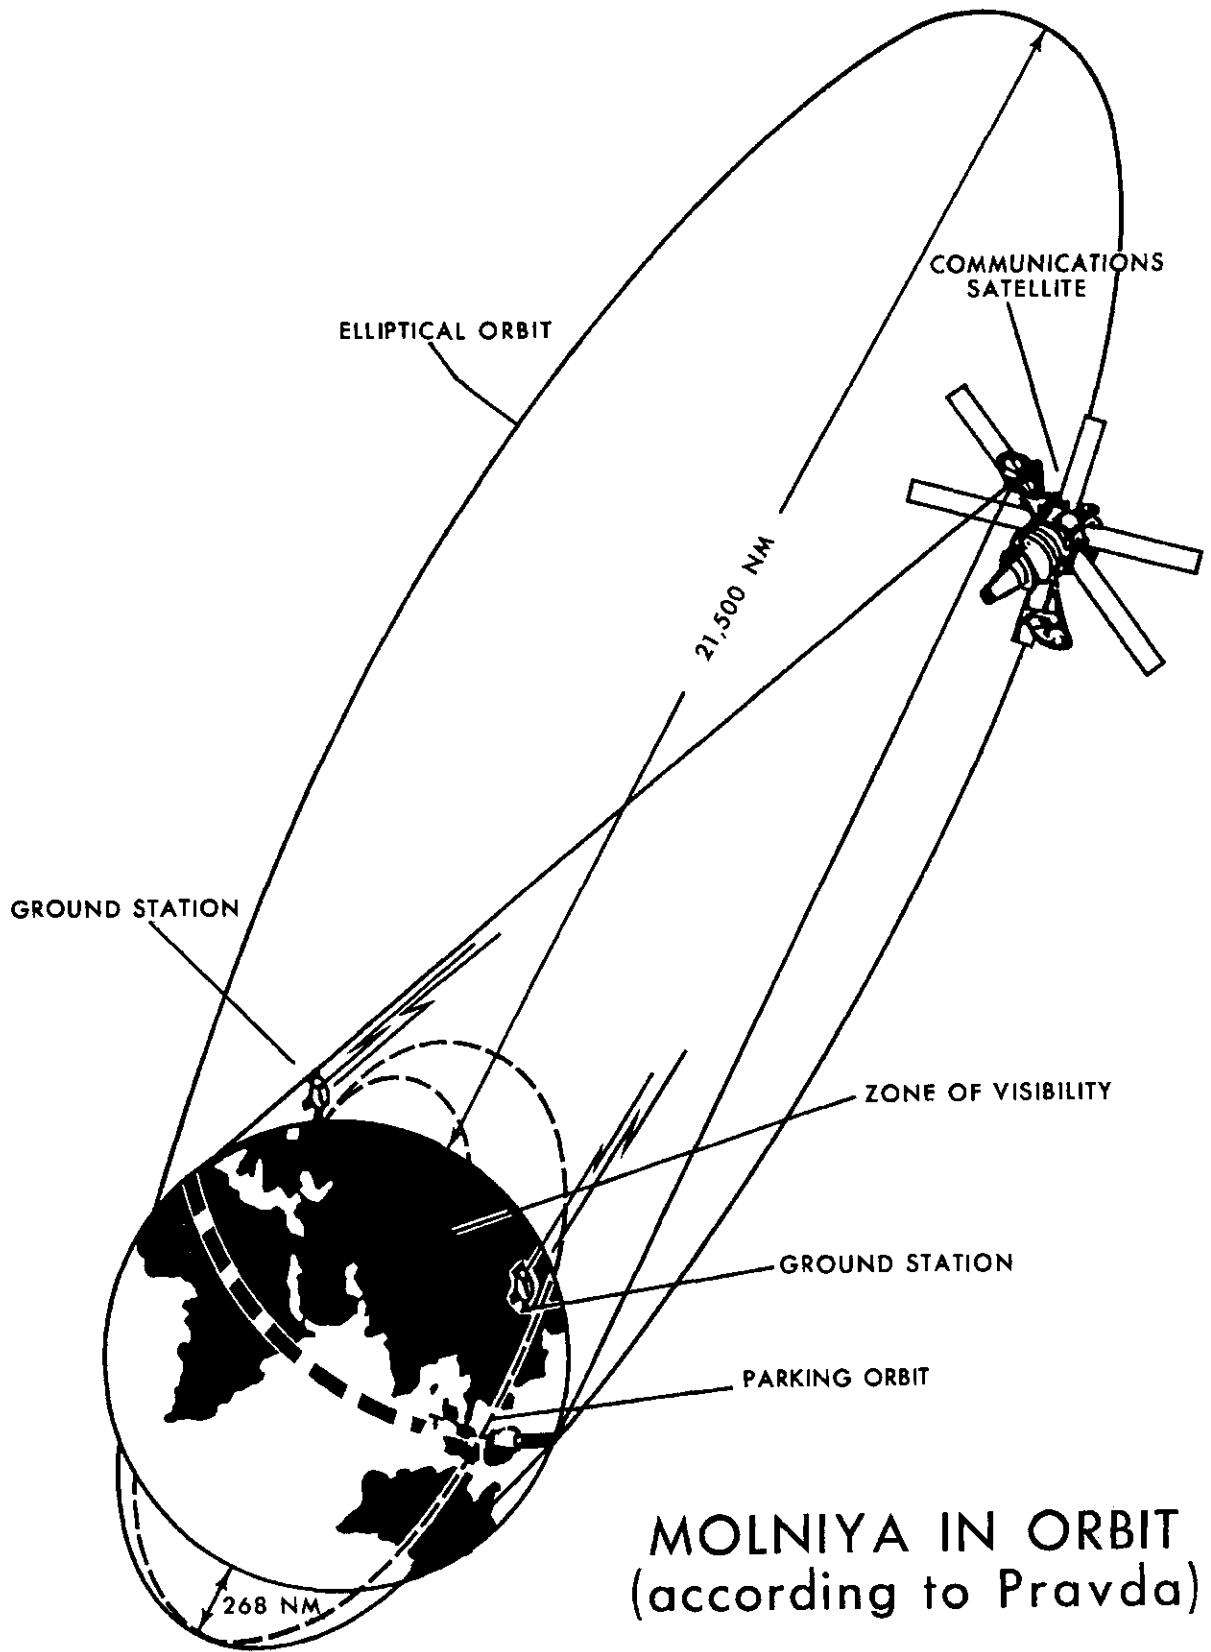 COMMUNICATIONS
SATELLITE
ELLIPTICAL ORBIT
21,500 NM
GROUND STATION
ZONE OF VISIBILITY
GROUND STATION
PARKING ORBIT
MOLNIYA IN ORBIT
(according to Pravda)
268 NM